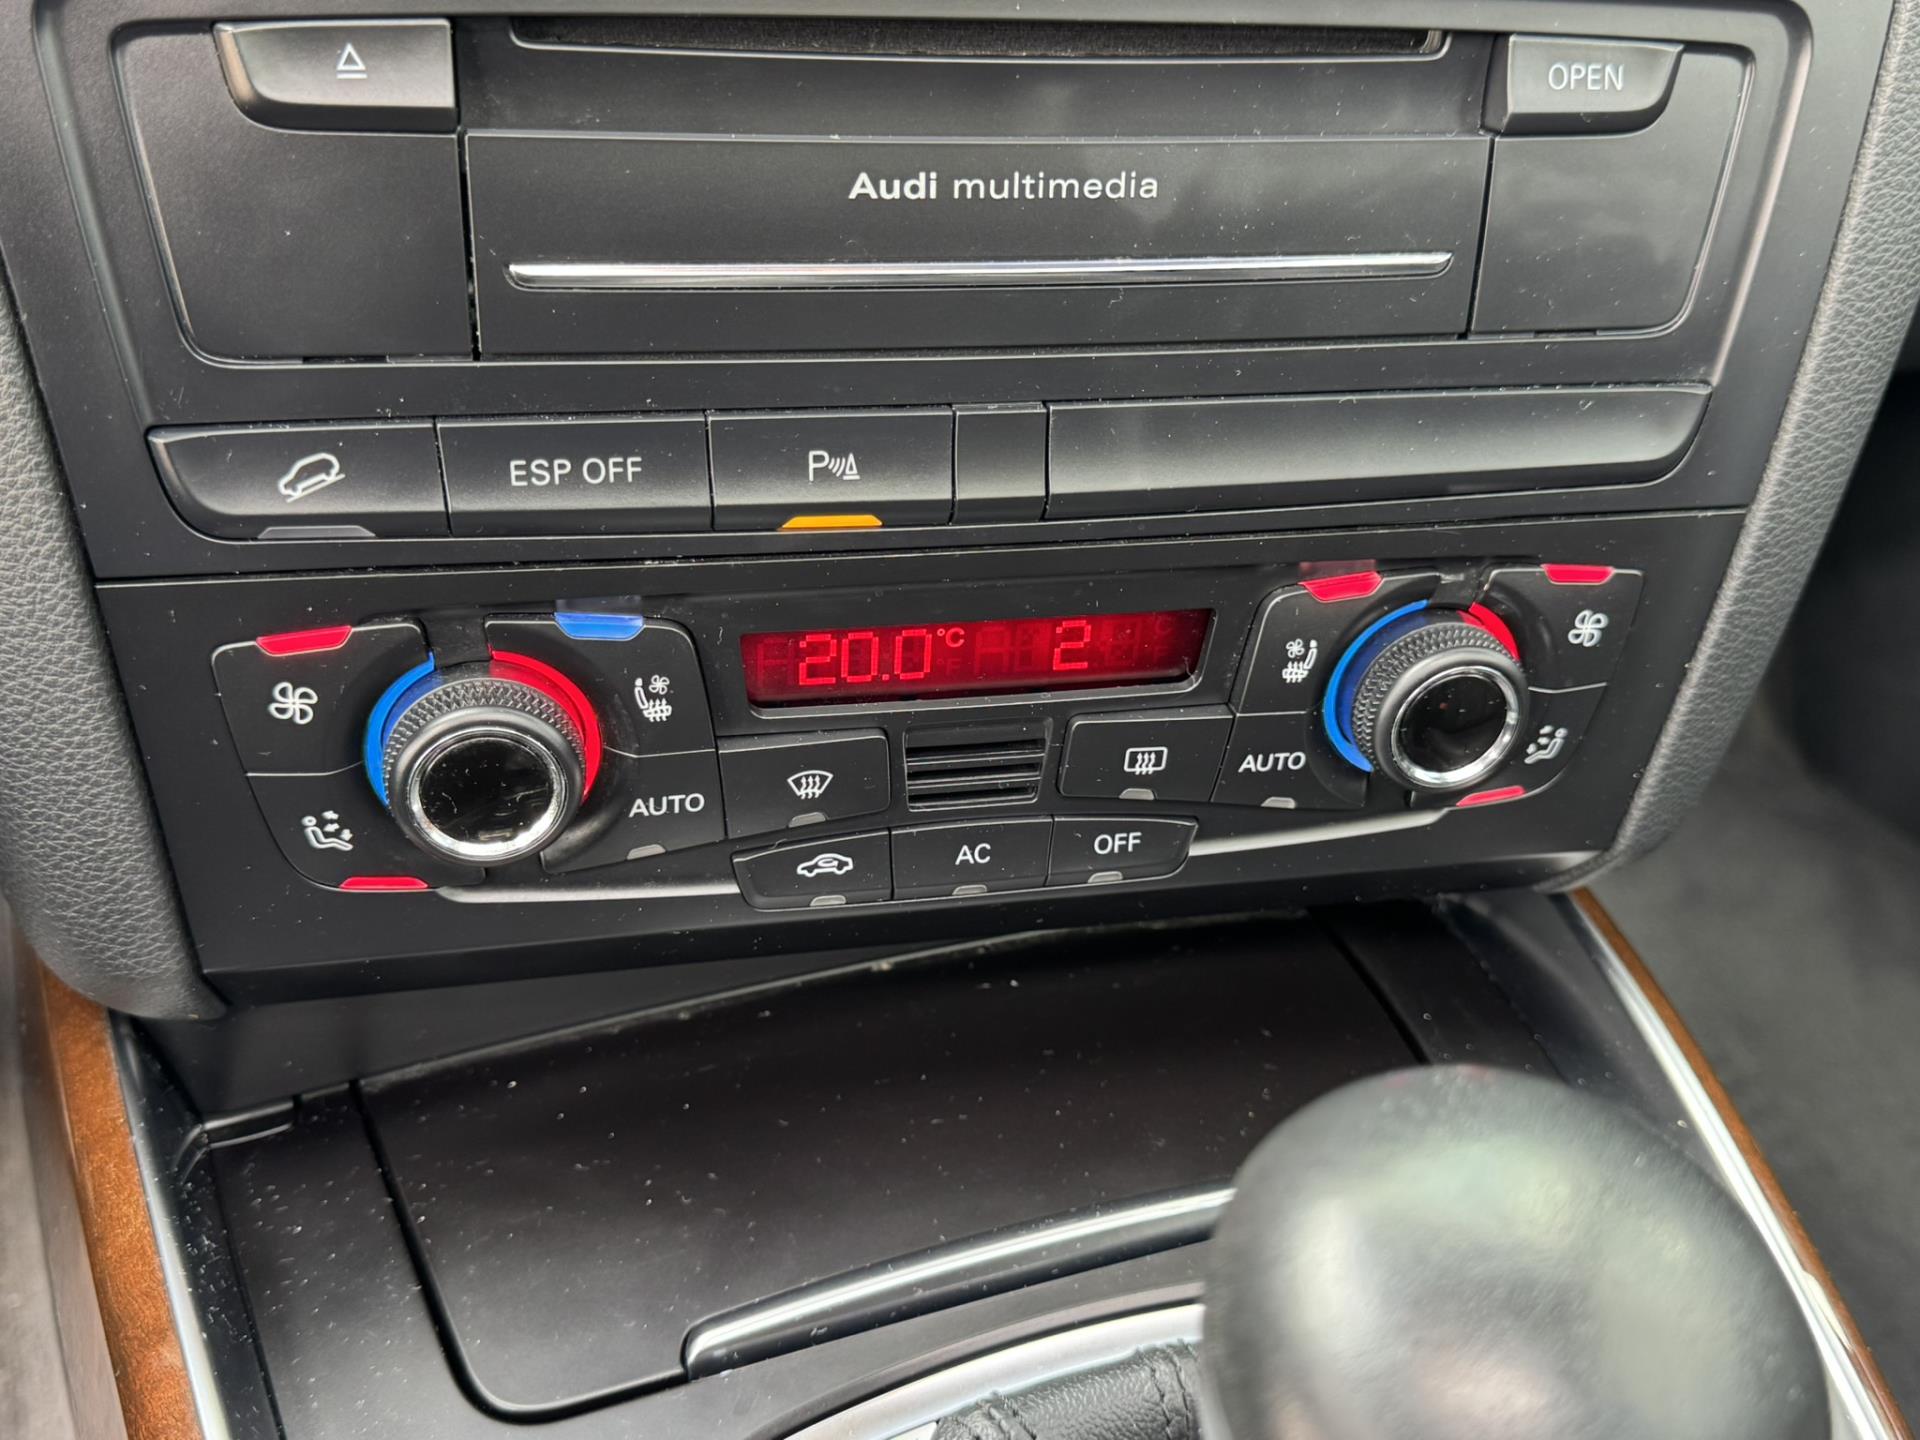 OPEN
Audi multimedia
ESP OFF
P
20.0°C 2
AUTO
AUTO
AC
OFF